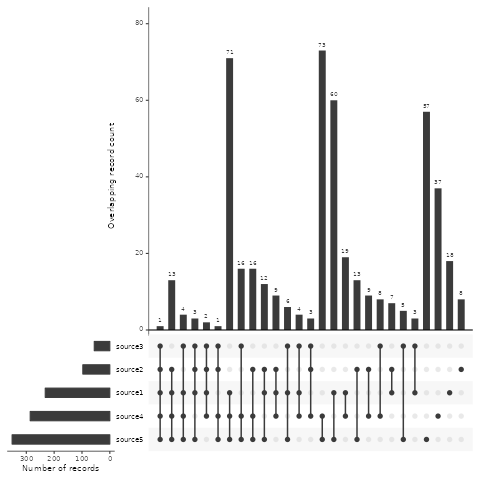 80
60
40
20
0
Overlapping record count
1 13 4 3 2 1 71 16 16 12 9 6 4 3 73 60 19 13 9 8 7 5 3 57 37 18 8
source3
source2
source1
source4
source5
300 200 100 0
Number of records